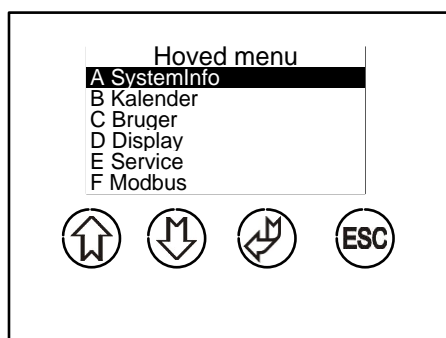 Hoved menu
A SystemInfo
B Kalender
C Bruger
D Display
E Service
F Modbus
ESC